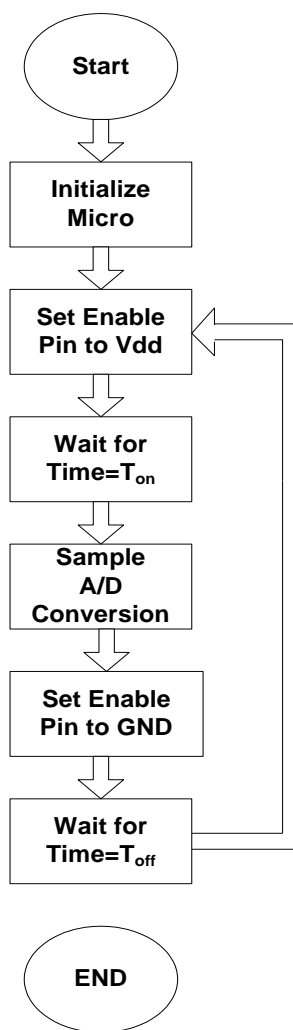 Start
Initialize
Micro
Set Enable
Pin to Vdd
Wait for
Time=Ton
Sample
A/D
Conversion
Set Enable
Pin to GND
Wait for
Time=Toff
END